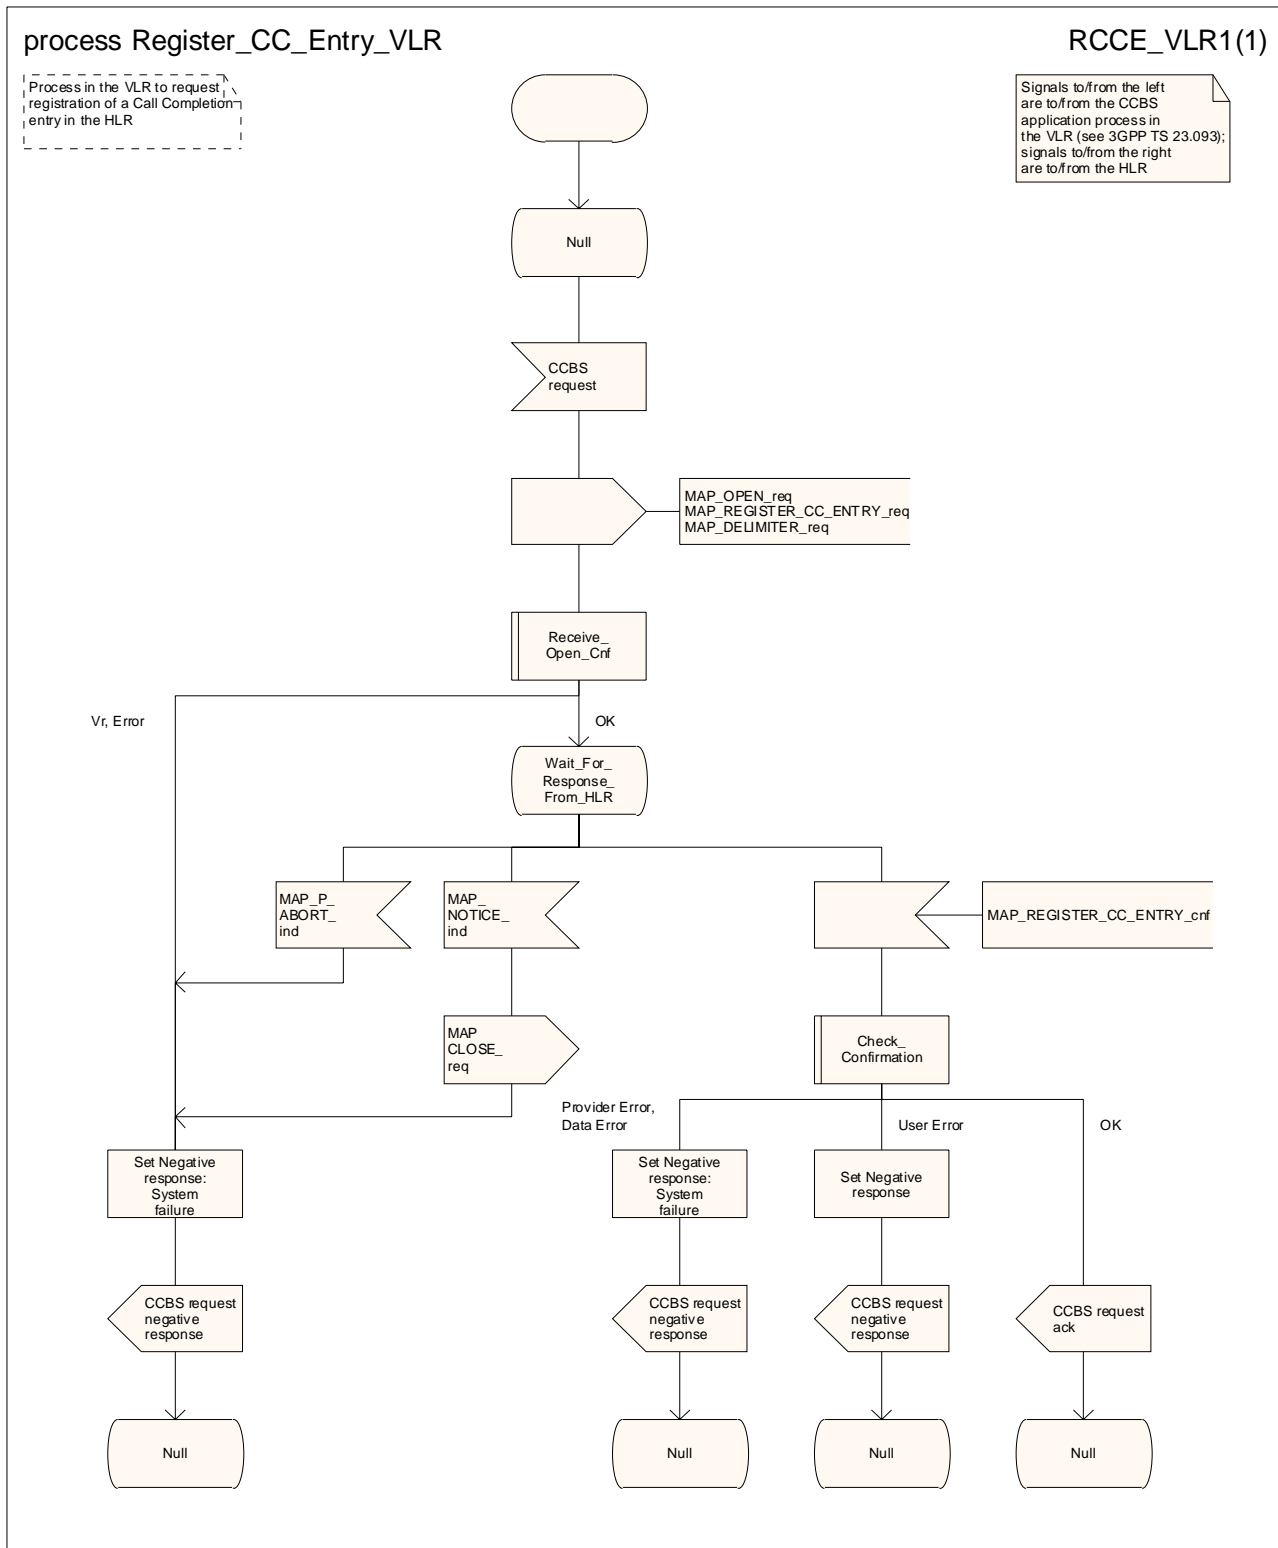 process Register_CC_Entry_VLR
RCCE_VLR1(1)
Process in the VLR to request
registration of a Call Completion
entry in the HLR
Signals to/from the left
are to/from the CCBS
application process in
the VLR (see 3GPP TS 23.093);
signals to/from the right
are to/from the HLR
Null
CCBS
request
MAP_OPEN_req
MAP_REGISTER_CC_ENTRY_req
MAP_DELIMITER_req
Receive_
Open_Cnf
Vr, Error
OK
Wait_For_
Response_
From_HLR
MAP_P_
ABORT_
ind
MAP_
NOTICE_
ind
MAP_REGISTER_CC_ENTRY_cnf
MAP
CLOSE_
req
Check_
Confirmation
Provider Error,
Data Error
User Error
OK
Set Negative
response:
System
failure
Set Negative
response:
System
failure
Set Negative
response
CCBS request
negative
response
CCBS request
negative
response
CCBS request
negative
response
CCBS request
ack
Null
Null
Null
Null